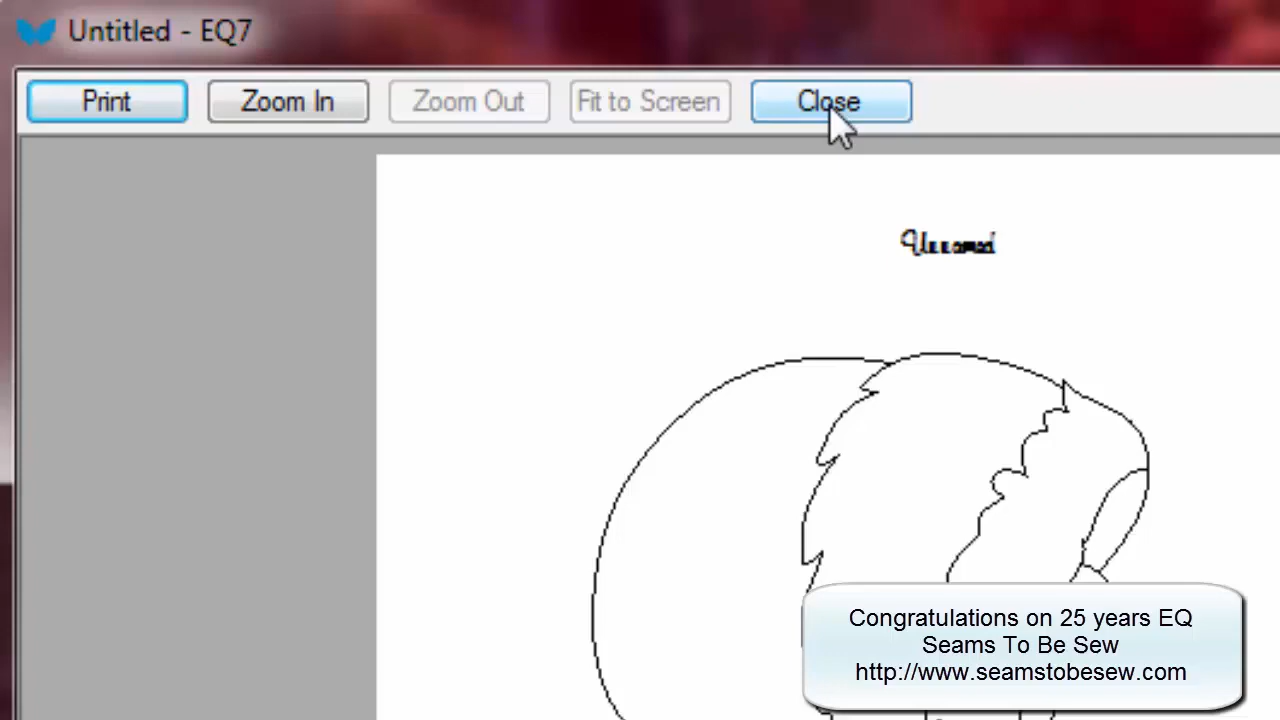 Untitled - EQ7
Print Zoom In Zoom Out Fit to Screen Close
Unnamed
Congratulations on 25 years EQ
Seams To Be Sew
http://www.seamstobesew.com